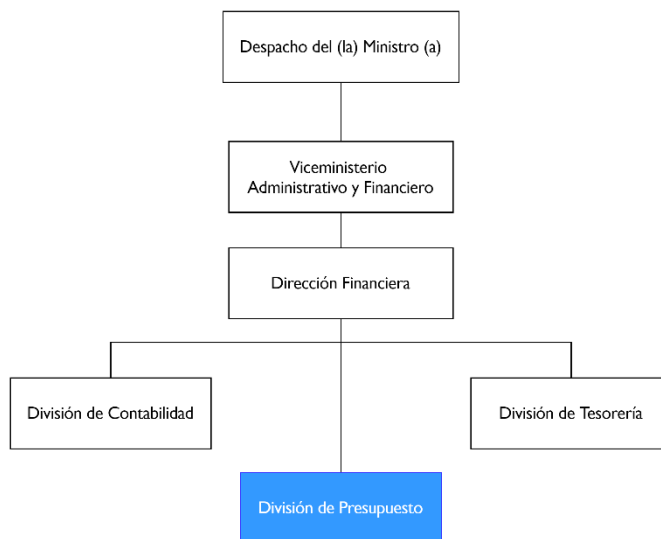 Despacho del (la) Ministro (a)
Viceministerio
Administrativo y Financiero
Dirección Financiera
División de Contabilidad
División de Tesorería
División de Presupuesto